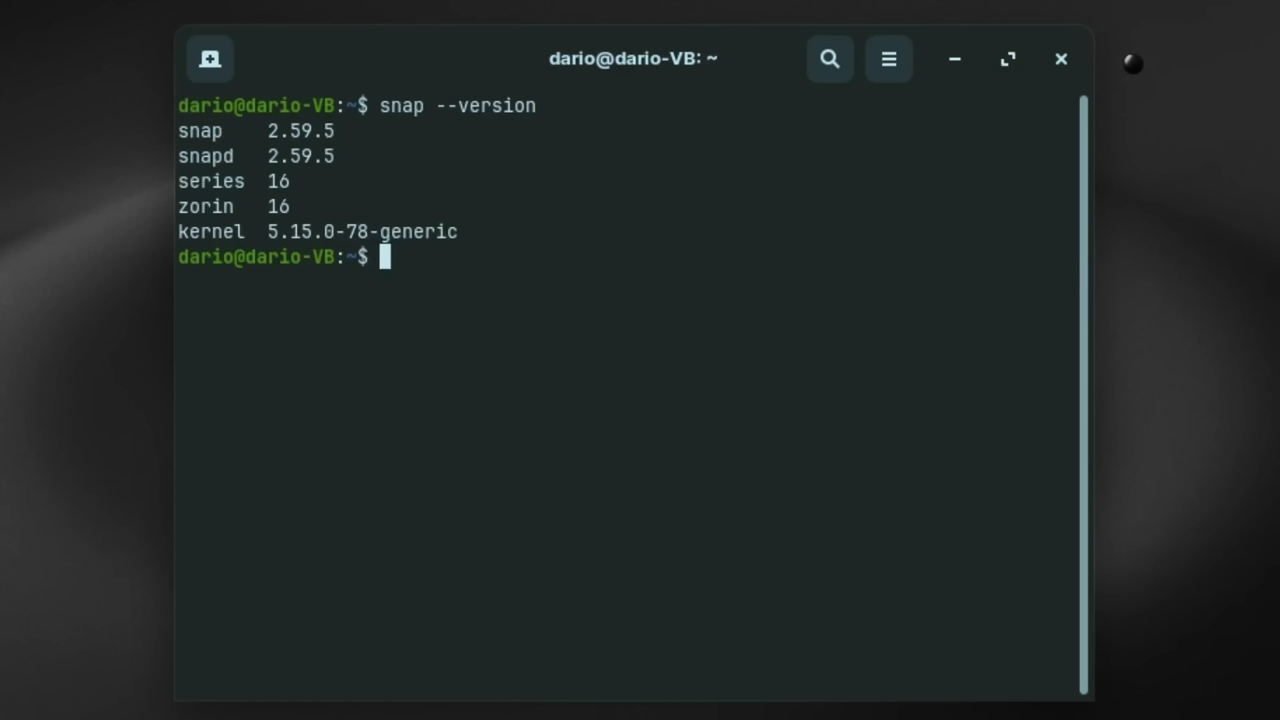 dario@dario-VB: ~
dario@dario-VB:~$ snap --version
snap    2.59.5
snapd   2.59.5
series  16
zorin   16
kernel  5.15.0-78-generic
dario@dario-VB:~$